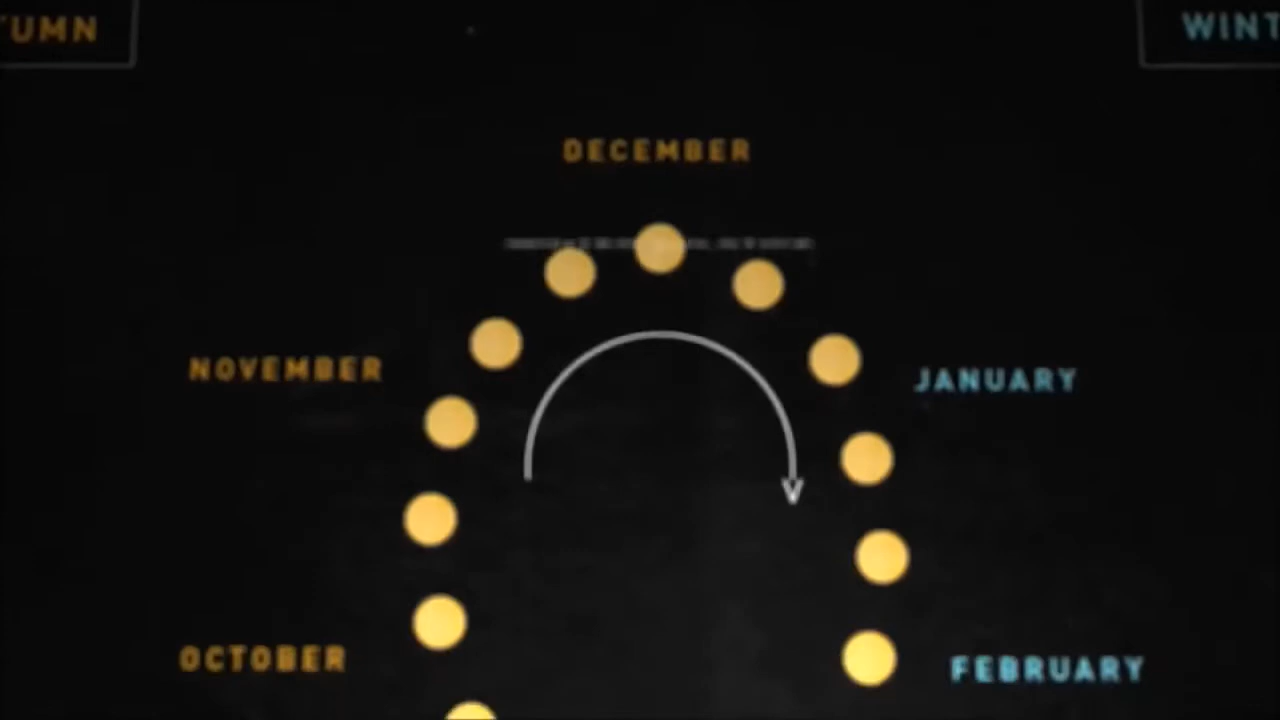 TUMN
WINT
DECEMBER
NOVEMBER
JANUARY
OCTOBER
FEBRUARY